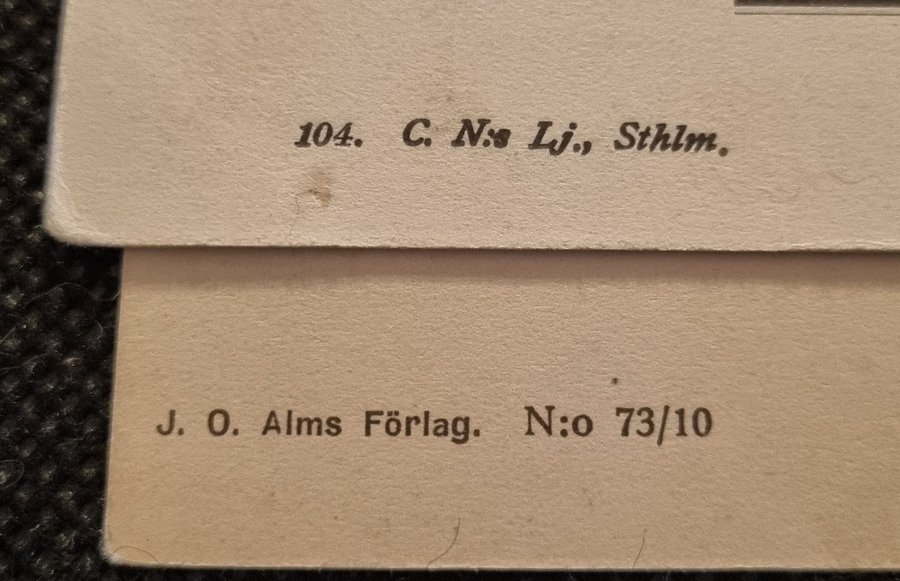 104. C. N:s Lj., Sthlm.
J. O. Alms Förlag. N:o 73/10